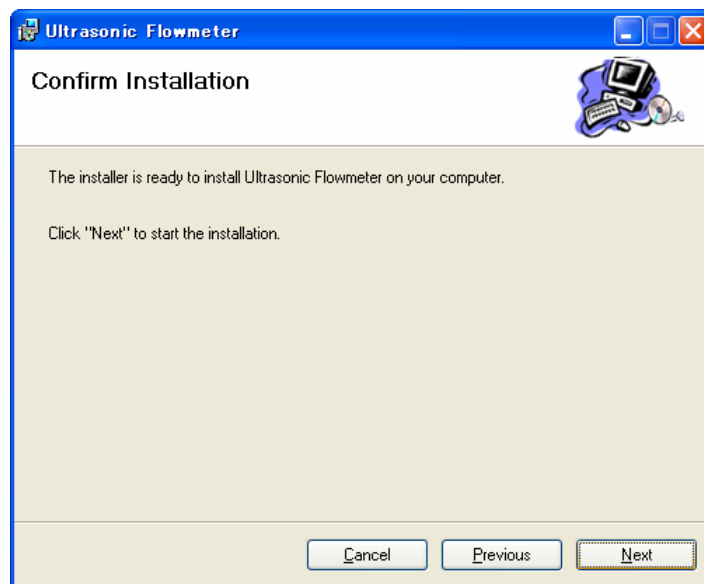 Ultrasonic Flowmeter
Confirm Installation
The installer is ready to install Ultrasonic Flowmeter on your computer.
Click "Next" to start the installation.
Cancel
Previous
Next